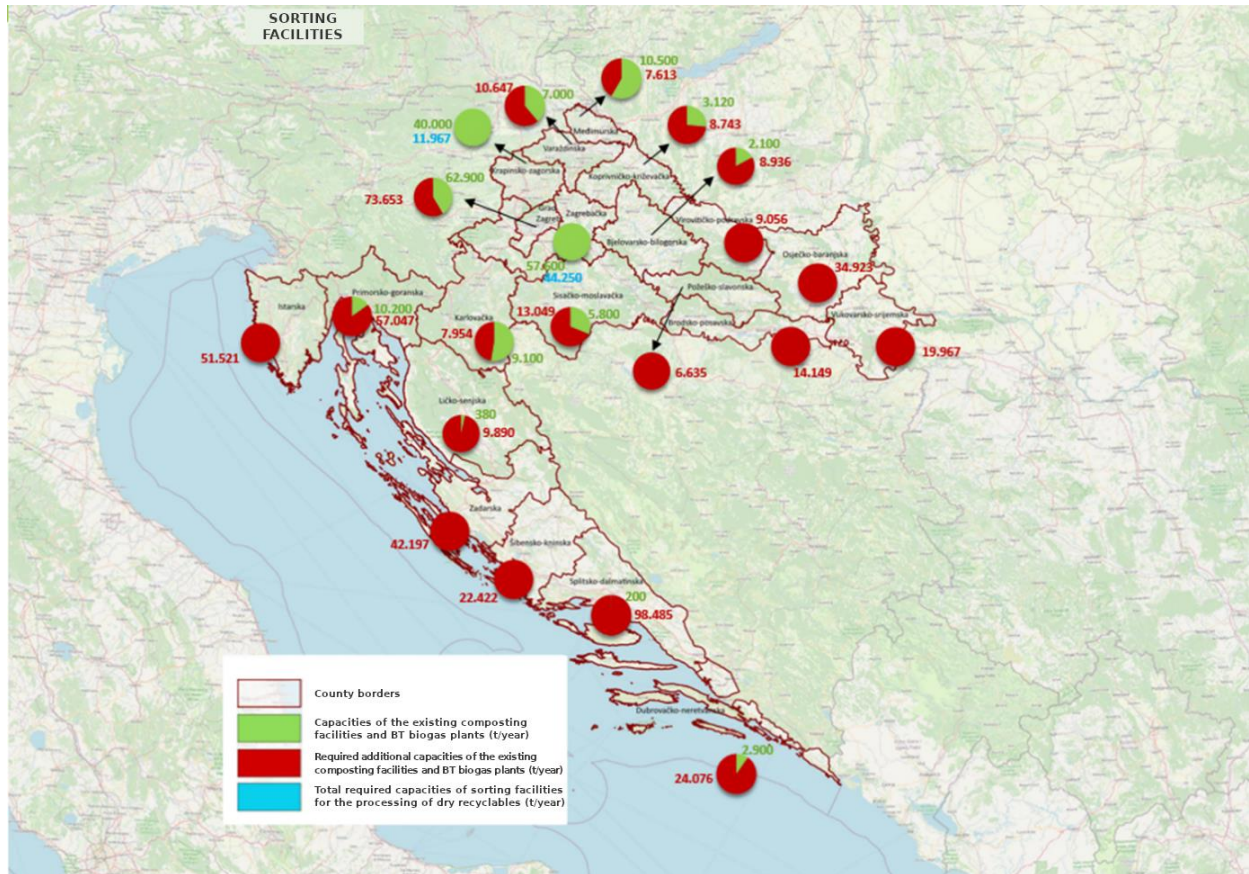 SORTING
FACILITIES
10.500
7.613
10.647
7.000
3.120
8.743
40.000
11.967
2.100
8.936
62.900
73.653
Međimurska
Varaždinska
Krapinsko-zagorska
Koprivničko-križevačka
Grad
Zagreb
Zagrebačka
Virovitičko-podravska
9.056
Bjelovarsko-bilogorska
Osječko-baranjska
34.923
57.600
44.250
Požeško-slavonska
Istarska
Primorsko-goranska
10.200
57.047
Sisačko-moslavačka
13.049
5.800
Karlovačka
7.954
9.100
Brodsko-posavska
Vukovarsko-srijemska
51.521
6.635
14.149
19.967
Ličko-senjska
380
9.890
Zadarska
42.197
Šibensko-kninska
22.422
Splitsko-dalmatinska
200
98.485
Dubrovačko-neretvanska
2.900
24.076
County borders
Capacities of the existing composting
facilities and BT biogas plants (t/year)
Required additional capacities of the existing
composting facilities and BT biogas plants (t/year)
Total required capacities of sorting facilities
for the processing of dry recyclables (t/year)